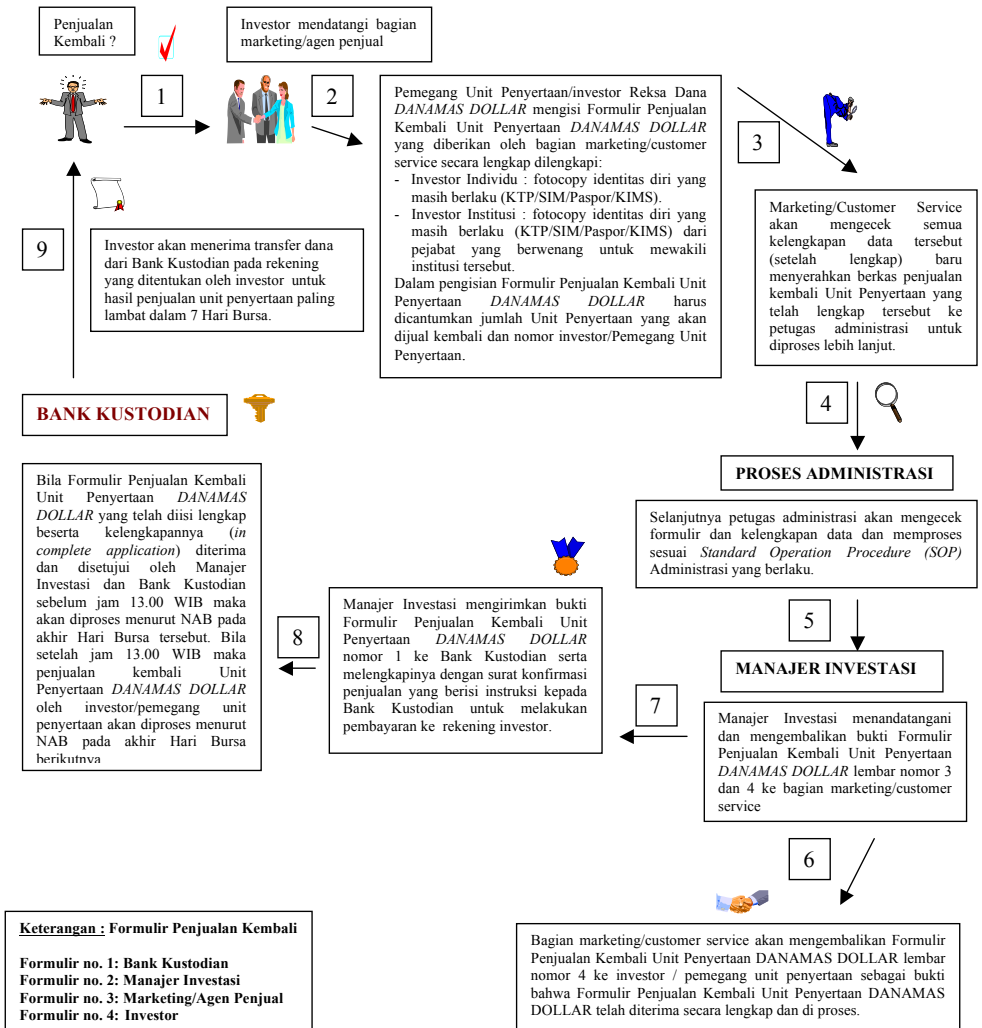 Penjualan
Kembali ?
1
Investor mendatangi bagian
marketing/agen penjual
2
Pemegang Unit Penyertaan/investor Reksa Dana
DANAMAS DOLLAR mengisi Formulir Penjualan
Kembali Unit Penyertaan DANAMAS DOLLAR
yang diberikan oleh bagian marketing/customer
service secara lengkap dilengkapi:
- Investor Individu : fotocopy identitas diri yang
masih berlaku (KTP/SIM/Paspor/KIMS).
- Investor Institusi : fotocopy identitas diri yang
masih berlaku (KTP/SIM/Paspor/KIMS) dari
pejabat yang berwenang untuk mewakili
institusi tersebut.
Dalam pengisian Formulir Penjualan Kembali Unit
Penyertaan DANAMAS DOLLAR harus
dicantumkan jumlah Unit Penyertaan yang akan
dijual kembali dan nomor investor/Pemegang Unit
Penyertaan.
3
Marketing/Customer Service
akan mengecek semua
kelengkapan data tersebut
(setelah lengkap) baru
menyerahkan berkas penjualan
kembali Unit Penyertaan yang
telah lengkap tersebut ke
petugas administrasi untuk
diproses lebih lanjut.
4
PROSES ADMINISTRASI
Selanjutnya petugas administrasi akan mengecek
formulir dan kelengkapan data dan memproses
sesuai Standard Operation Procedure (SOP)
Administrasi yang berlaku.
5
MANAJER INVESTASI
Manajer Investasi menandatangani
dan mengembalikan bukti Formulir
Penjualan Kembali Unit Penyertaan
DANAMAS DOLLAR lembar nomor 3
dan 4 ke bagian marketing/customer
service
6
Bagian marketing/customer service akan mengembalikan Formulir
Penjualan Kembali Unit Penyertaan DANAMAS DOLLAR lembar
nomor 4 ke investor / pemegang unit penyertaan sebagai bukti
bahwa Formulir Penjualan Kembali Unit Penyertaan DANAMAS
DOLLAR telah diterima secara lengkap dan di proses.
7
Manajer Investasi mengirimkan bukti
Formulir Penjualan Kembali Unit
Penyertaan DANAMAS DOLLAR
nomor 1 ke Bank Kustodian serta
melengkapinya dengan surat konfirmasi
penjualan yang berisi instruksi kepada
Bank Kustodian untuk melakukan
pembayaran ke rekening investor.
8
BANK KUSTODIAN
Bila Formulir Penjualan Kembali
Unit Penyertaan DANAMAS
DOLLAR yang telah diisi lengkap
beserta kelengkapannya (in
complete application) diterima
dan disetujui oleh Manajer
Investasi dan Bank Kustodian
sebelum jam 13.00 WIB maka
akan diproses menurut NAB pada
akhir Hari Bursa tersebut. Bila
setelah jam 13.00 WIB maka
penjualan kembali Unit
Penyertaan DANAMAS DOLLAR
oleh investor/pemegang unit
penyertaan akan diproses menurut
NAB pada akhir Hari Bursa
berikutnya
9
Investor akan menerima transfer dana
dari Bank Kustodian pada rekening
yang ditentukan oleh investor untuk
hasil penjualan unit penyertaan paling
lambat dalam 7 Hari Bursa.
Keterangan : Formulir Penjualan Kembali
Formulir no. 1: Bank Kustodian
Formulir no. 2: Manajer Investasi
Formulir no. 3: Marketing/Agen Penjual
Formulir no. 4: Investor